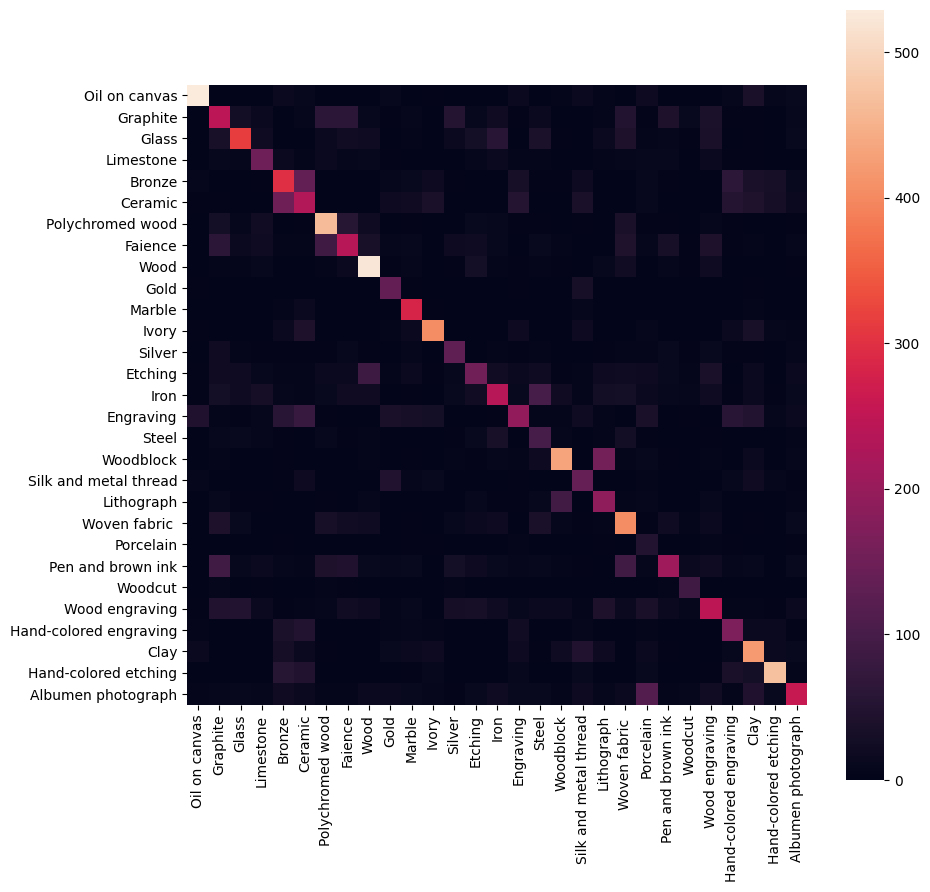 Oil on canvas
Graphite
Glass
Limestone
Bronze
Ceramic
Polychromed wood
Faience
Wood
Gold
Marble
Ivory
Silver
Etching
Iron
Engraving
Steel
Woodblock
Silk and metal thread
Lithograph
Woven fabric
Porcelain
Pen and brown ink
Woodcut
Wood engraving
Hand-colored engraving
Clay
Hand-colored etching
Albumen photograph
Oil on canvas
Graphite
Glass
Limestone
Bronze
Ceramic
Polychromed wood
Faience
Wood
Gold
Marble
Ivory
Silver
Etching
Iron
Engraving
Steel
Woodblock
Silk and metal thread
Lithograph
Woven fabric
Porcelain
Pen and brown ink
Woodcut
Wood engraving
Hand-colored engraving
Clay
Hand-colored etching
Albumen photograph
500
400
300
200
100
0